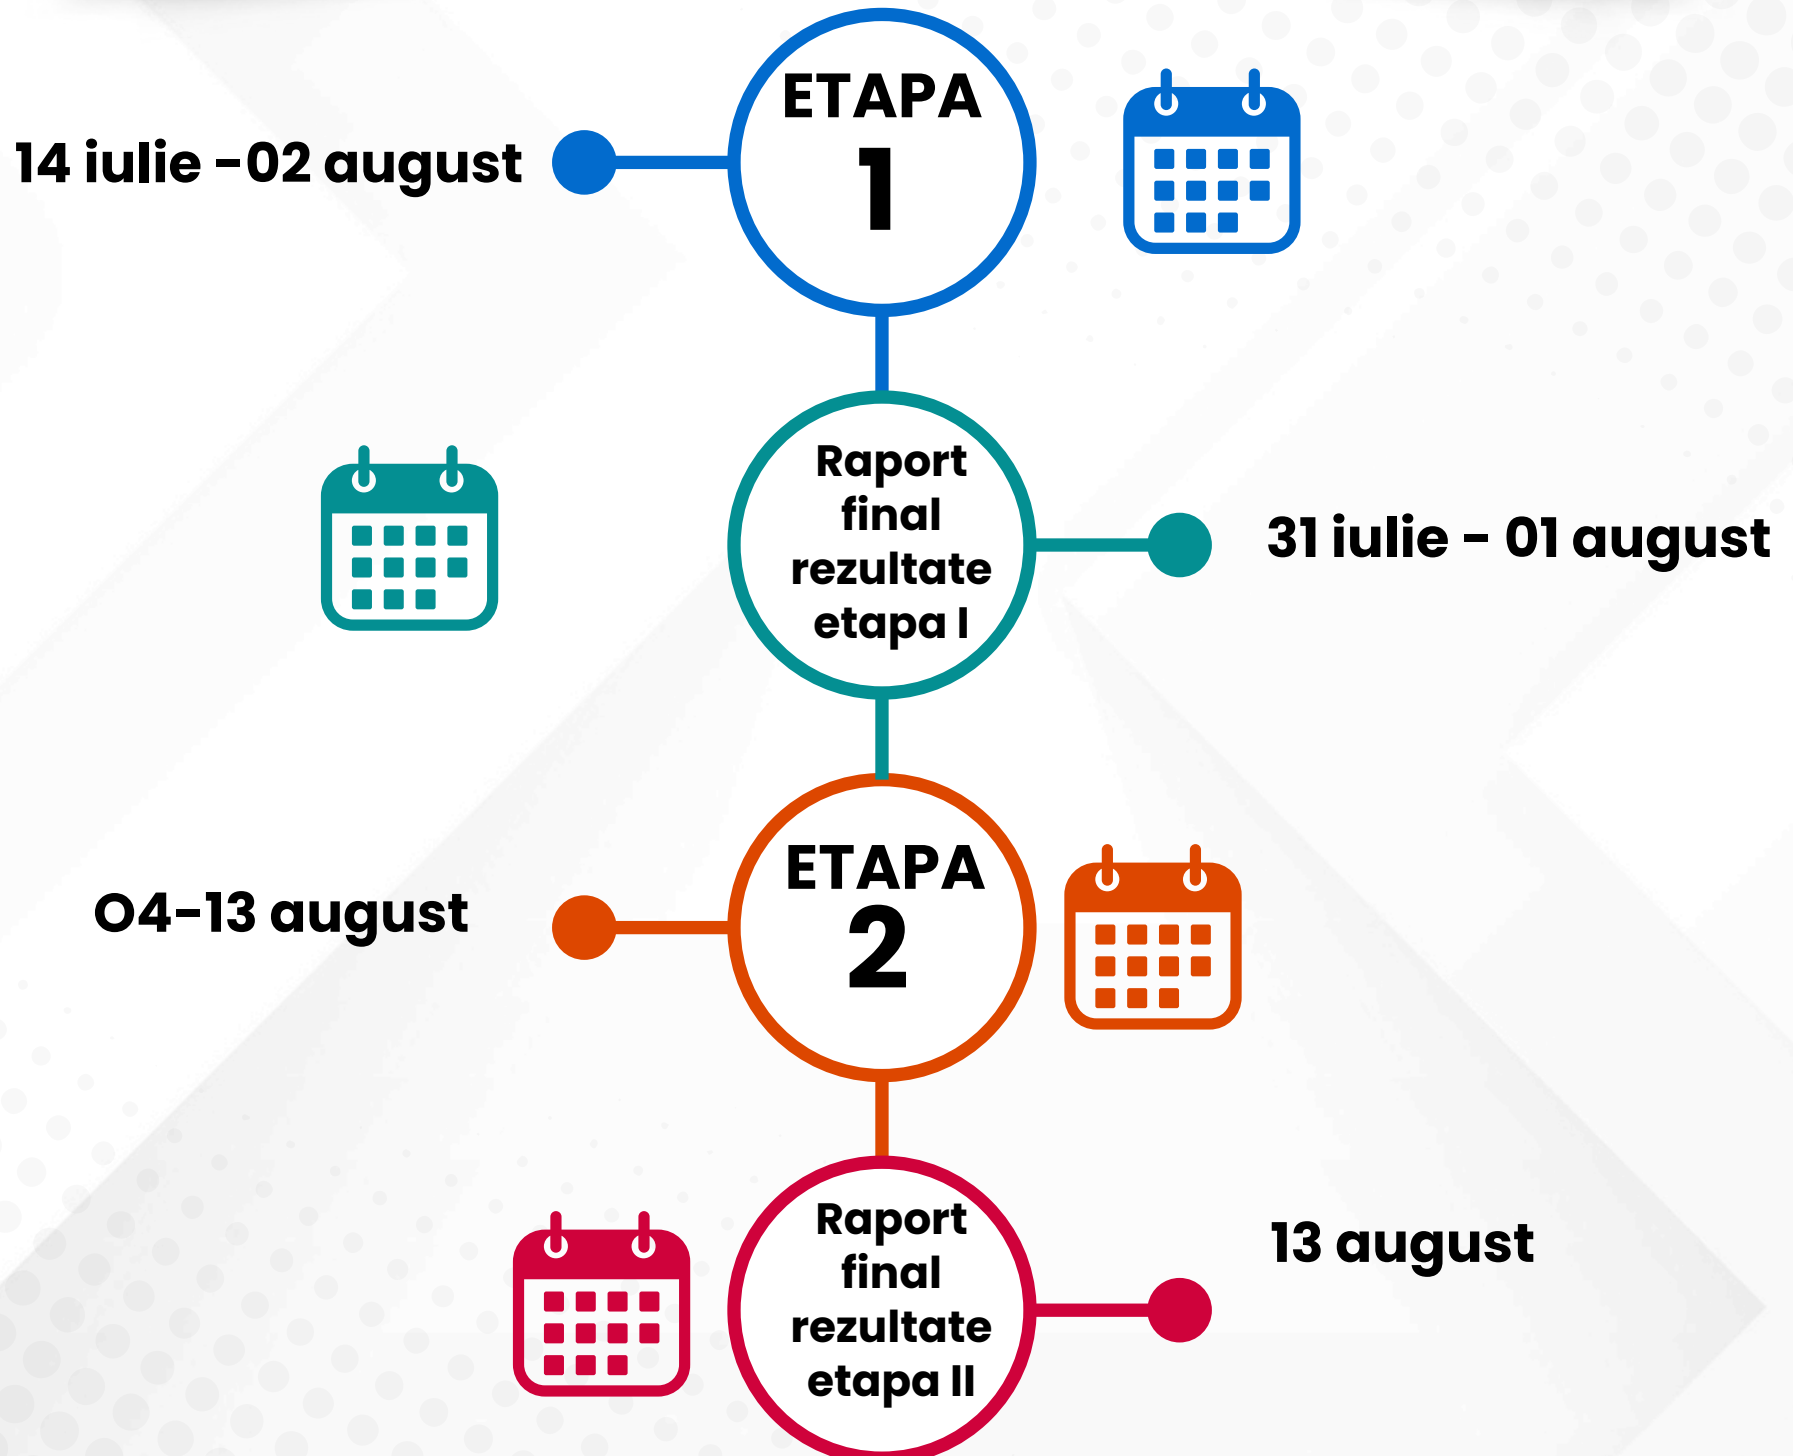 ETAPA
1
14 iulie -02 august
Raport
final
rezultate
etapa I
31 iulie - 01 august
ETAPA
2
O4-13 august
Raport
final
rezultate
etapa II
13 august